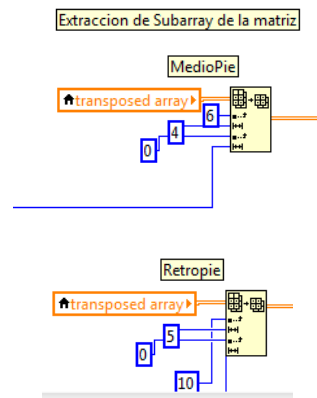 Extraccion de Subarray de la matriz
MedioPie
transposed array
6
4
0
Retropie
transposed array
5
0
10